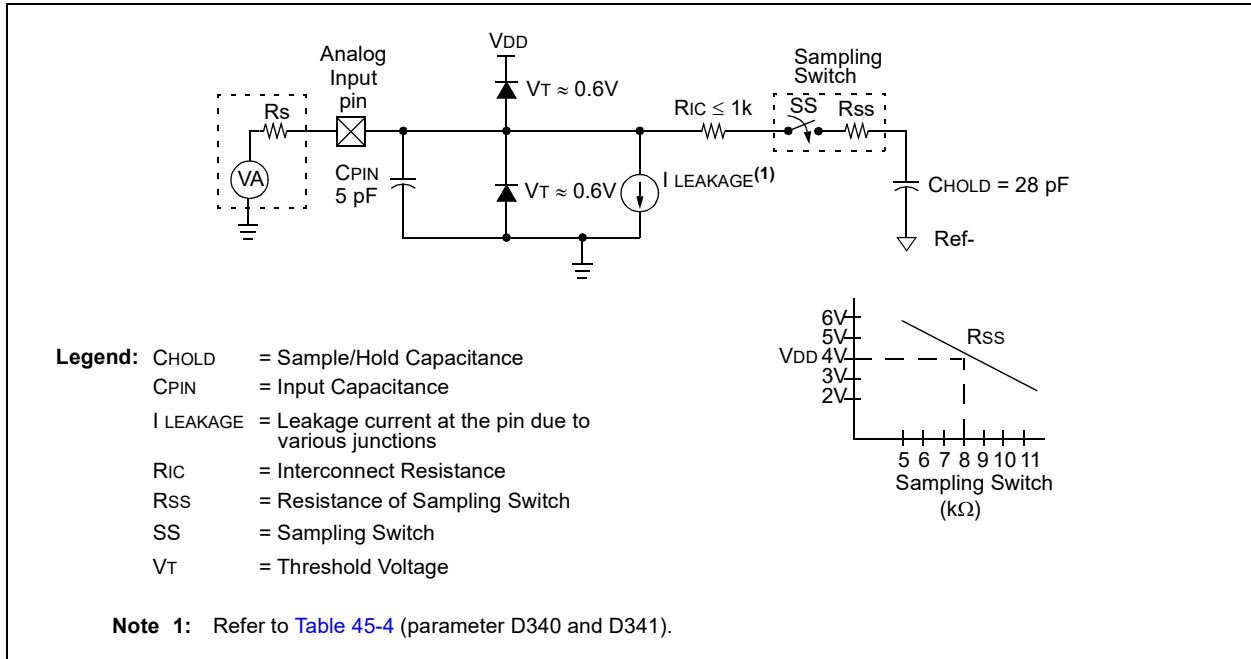 VDD
Analog
Input
pin
Sampling
Switch
VT ≈ 0.6V
Rs
RIC ≤ 1k
SS
Rss
VA
CPIN
5 pF
VT ≈ 0.6V
I LEAKAGE(1)
CHOLD = 28 pF
Ref-
6V
5V
VDD 4V
3V
2V
RSS
5 6 7 8 9 10 11
Sampling Switch
(kΩ)
Legend: CHOLD = Sample/Hold Capacitance
CPIN = Input Capacitance
I LEAKAGE = Leakage current at the pin due to
various junctions
RIC = Interconnect Resistance
RSS = Resistance of Sampling Switch
SS = Sampling Switch
VT = Threshold Voltage
Note 1: Refer to Table 45-4 (parameter D340 and D341).